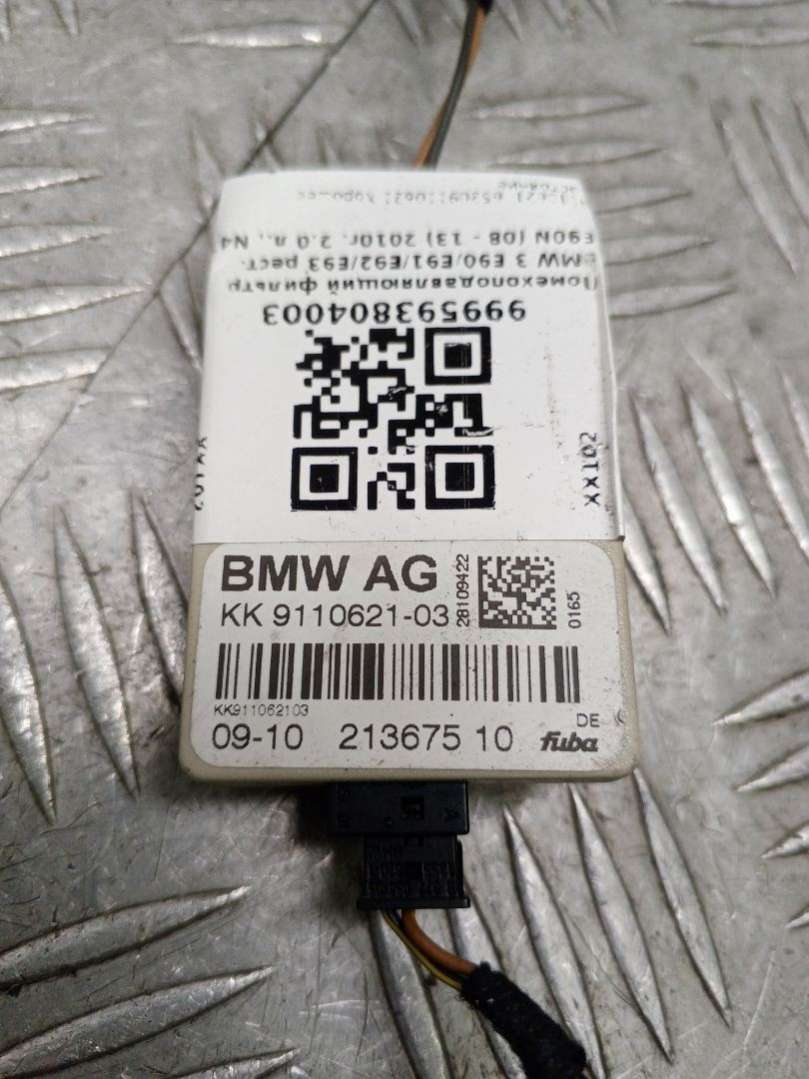 Помехоподавляющий фильтр
BMW 3 E90/E91/E92/E93 рест.
E90N (08 - 13) 2010г. 2.0 л., N4
999593804003
XX102
BMW AG
KK 9110621-03
28109422
0165
KK911062103
DE
09-10 213675 10 fuba